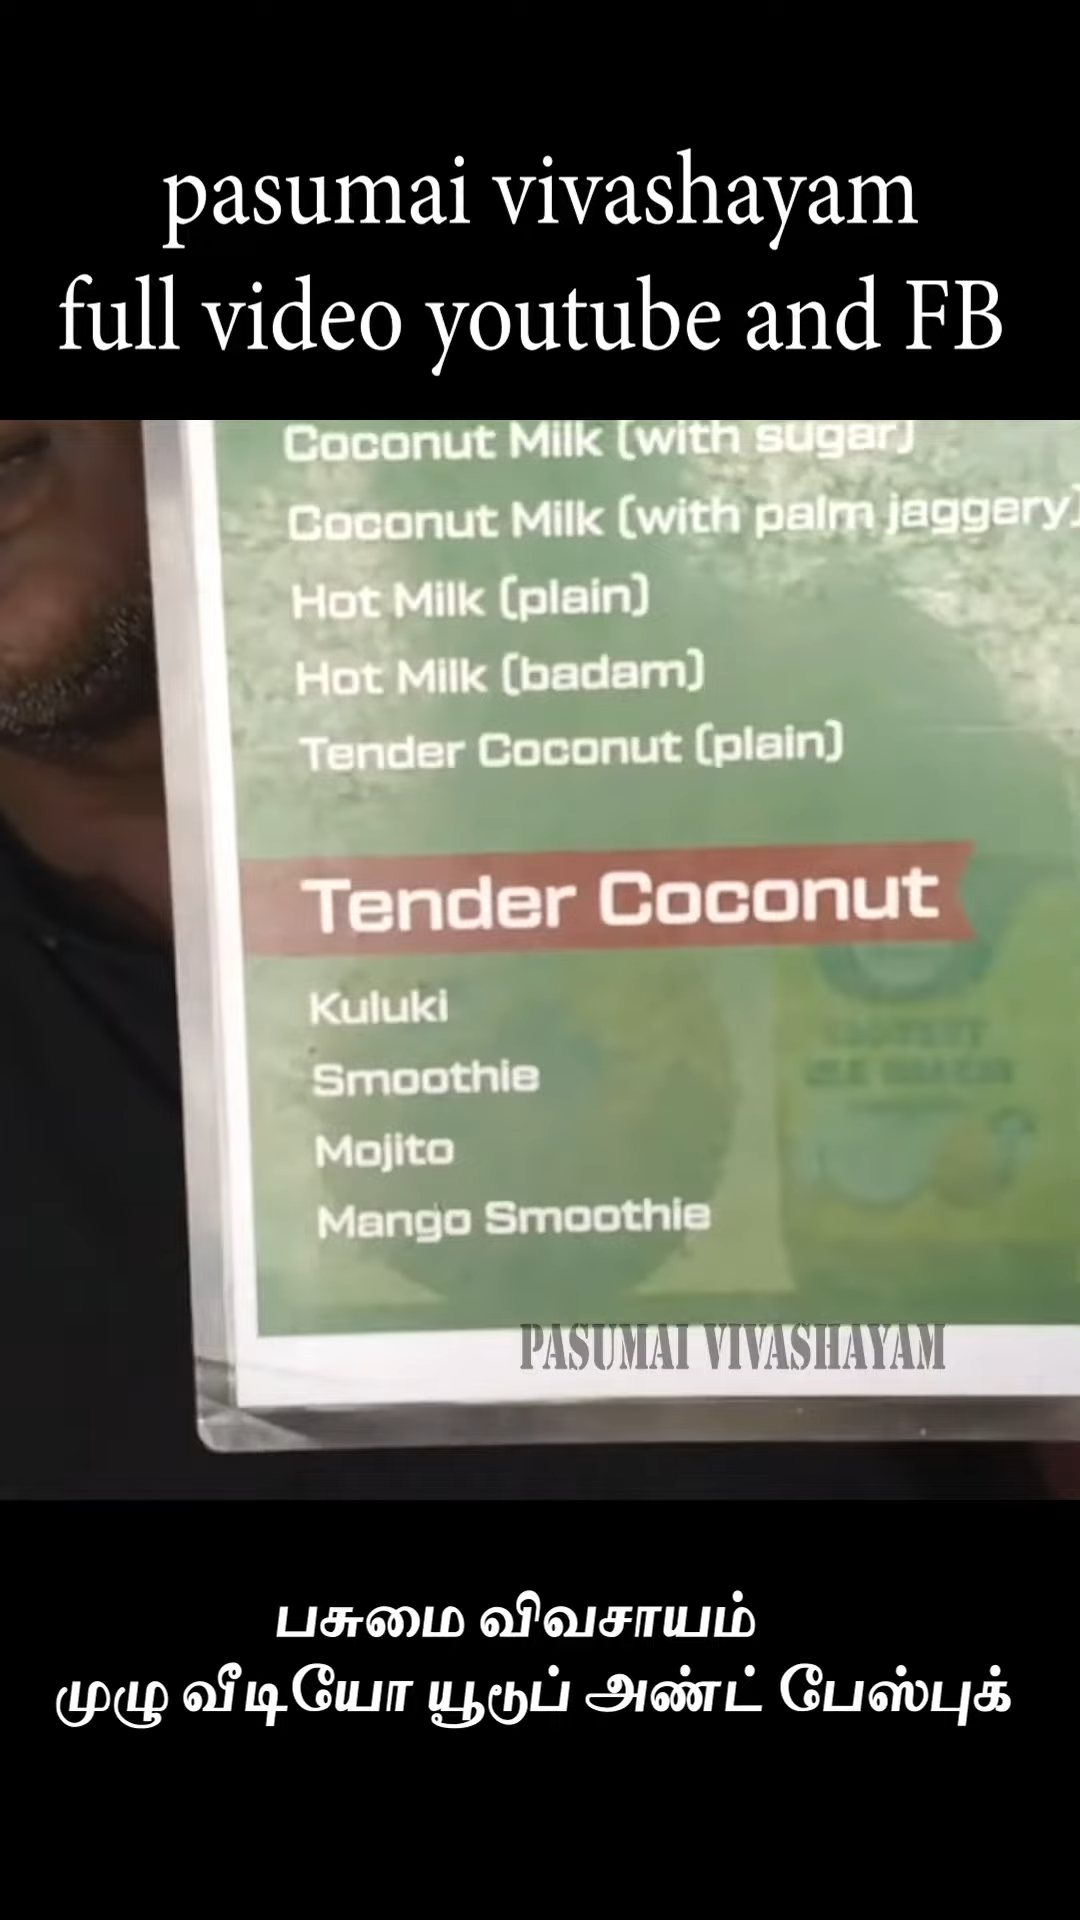 pasumai vivashayam
full video youtube and FB
Coconut Milk (with sugar)
Coconut Milk (with palm jaggery)
Hot Milk (plain)
Hot Milk (badam)
Tender Coconut (plain)
Tender Coconut
Kuluki
Smoothie
Mojito
Mango Smoothie
PASUMAI VIVASHAYAM
பசுமை விவசாயம்
முழு வீடியோ யூடூப் அண்ட் பேஸ்புக்